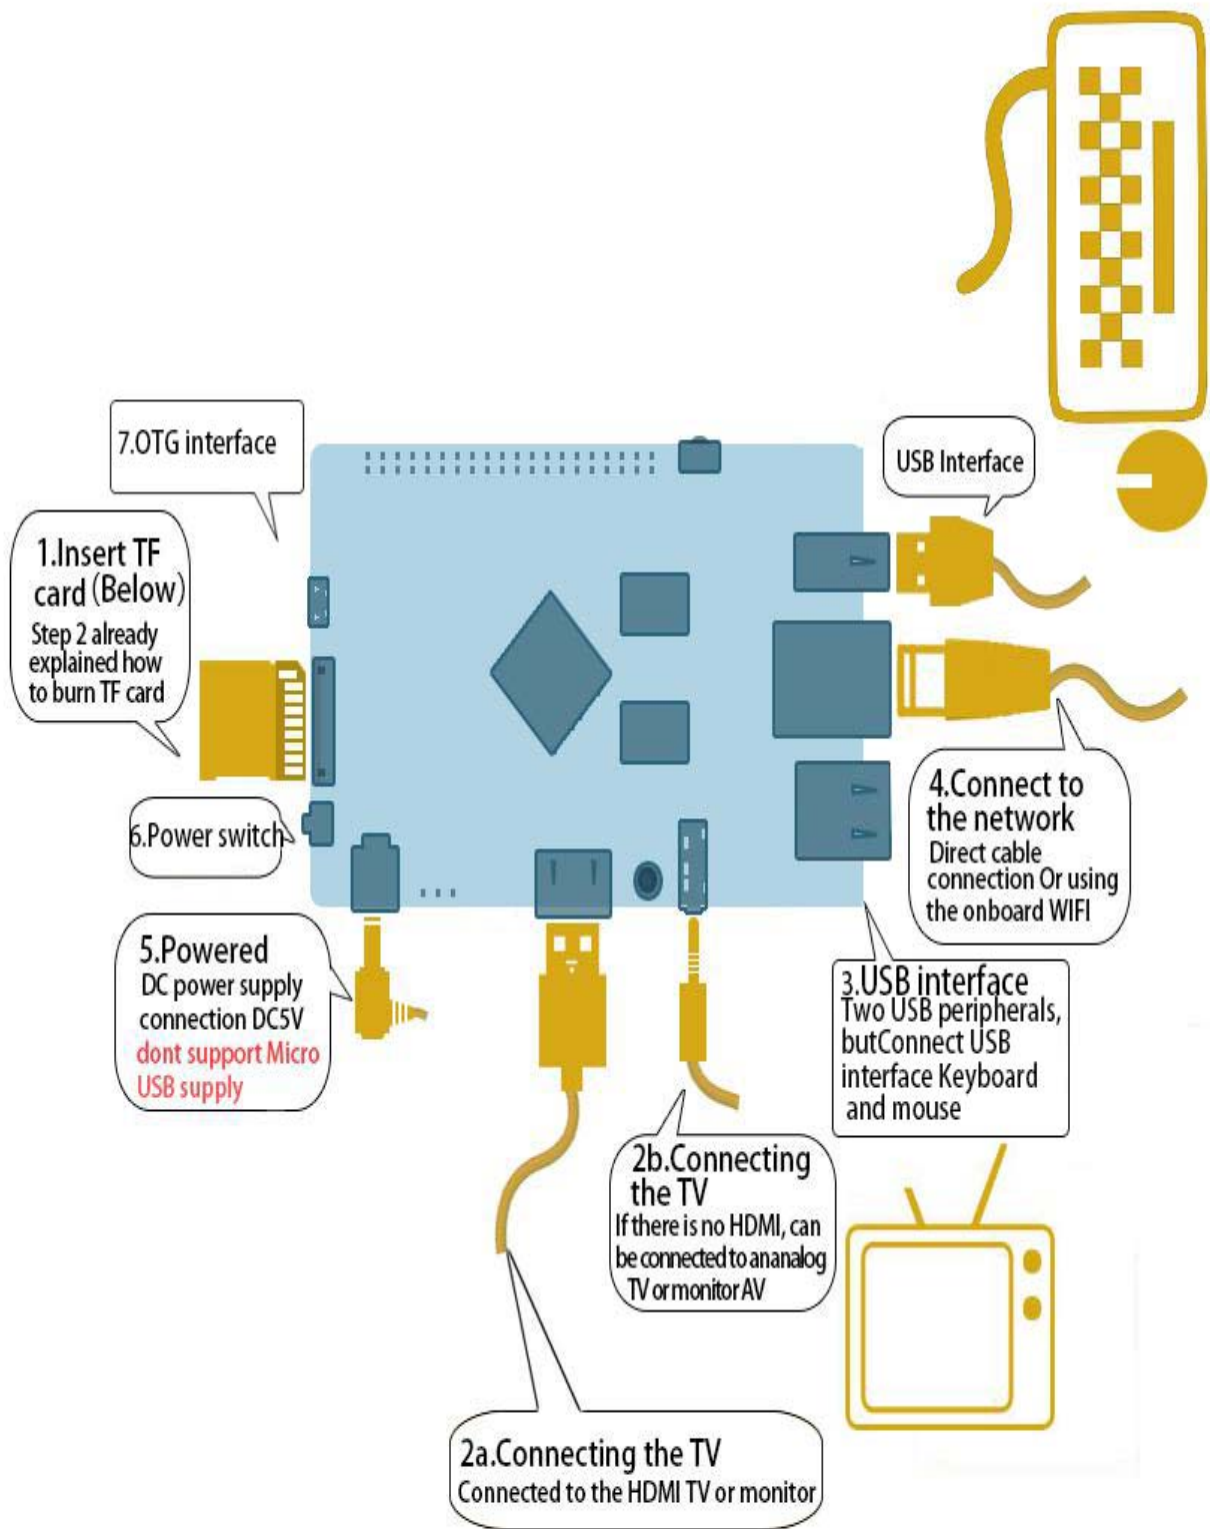 7.OTG interface
USB Interface
1.Insert TF
card (Below)
Step 2 already
explained how
to burn TF card
6.Power switch
4.Connect to
the network
Direct cable
connection Or using
the onboard WIFI
5.Powered
DC power supply
connection DC5V
dont support Micro
USB supply
3.USB interface
Two USB peripherals,
butConnect USB
interface Keyboard
and mouse
2b.Connecting
the TV
If there is no HDMI, can
be connected to ananalog
TV or monitor AV
2a.Connecting the TV
Connected to the HDMI TV or monitor